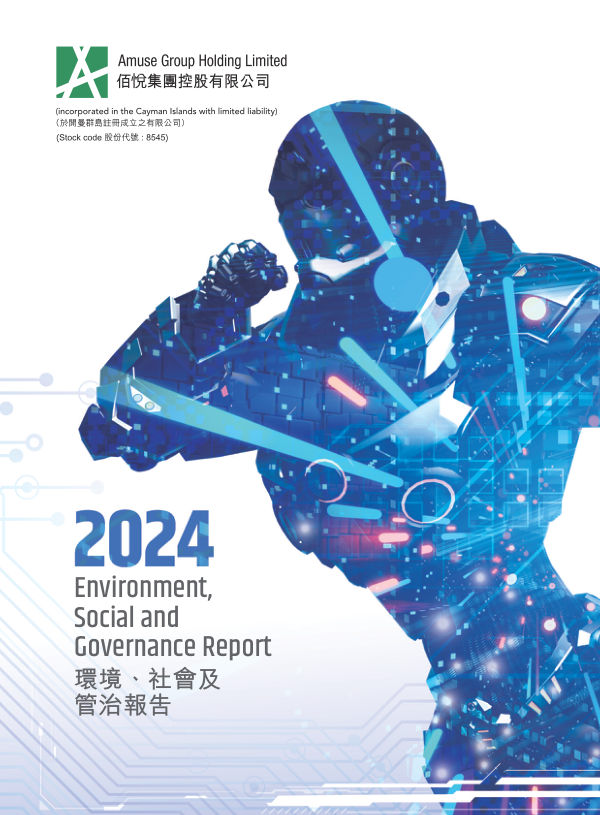 Amuse Group Holding Limited
佰悅集團控股有限公司
(incorporated in the Cayman Islands with limited liability)
(於開曼群島註冊成立之有限公司)
(Stock code 股份代號 : 8545)
2024
Environment,
Social and
Governance Report
環境、社會及
管治報告